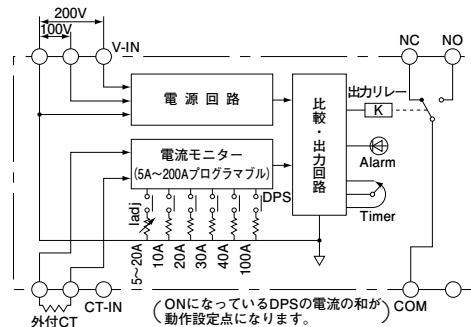 200V
100V
V-IN
NC
NO
電源回路
比較・出力回路
出力リレー
K
電流モニター
(5A～200Aプログラマブル)
Alarm
DPS
Iadj
Timer
5～20A
10A
20A
30A
40A
100A
外付CT
CT-IN
(ONになっているDPSの電流の和が
動作設定点になります。)
COM